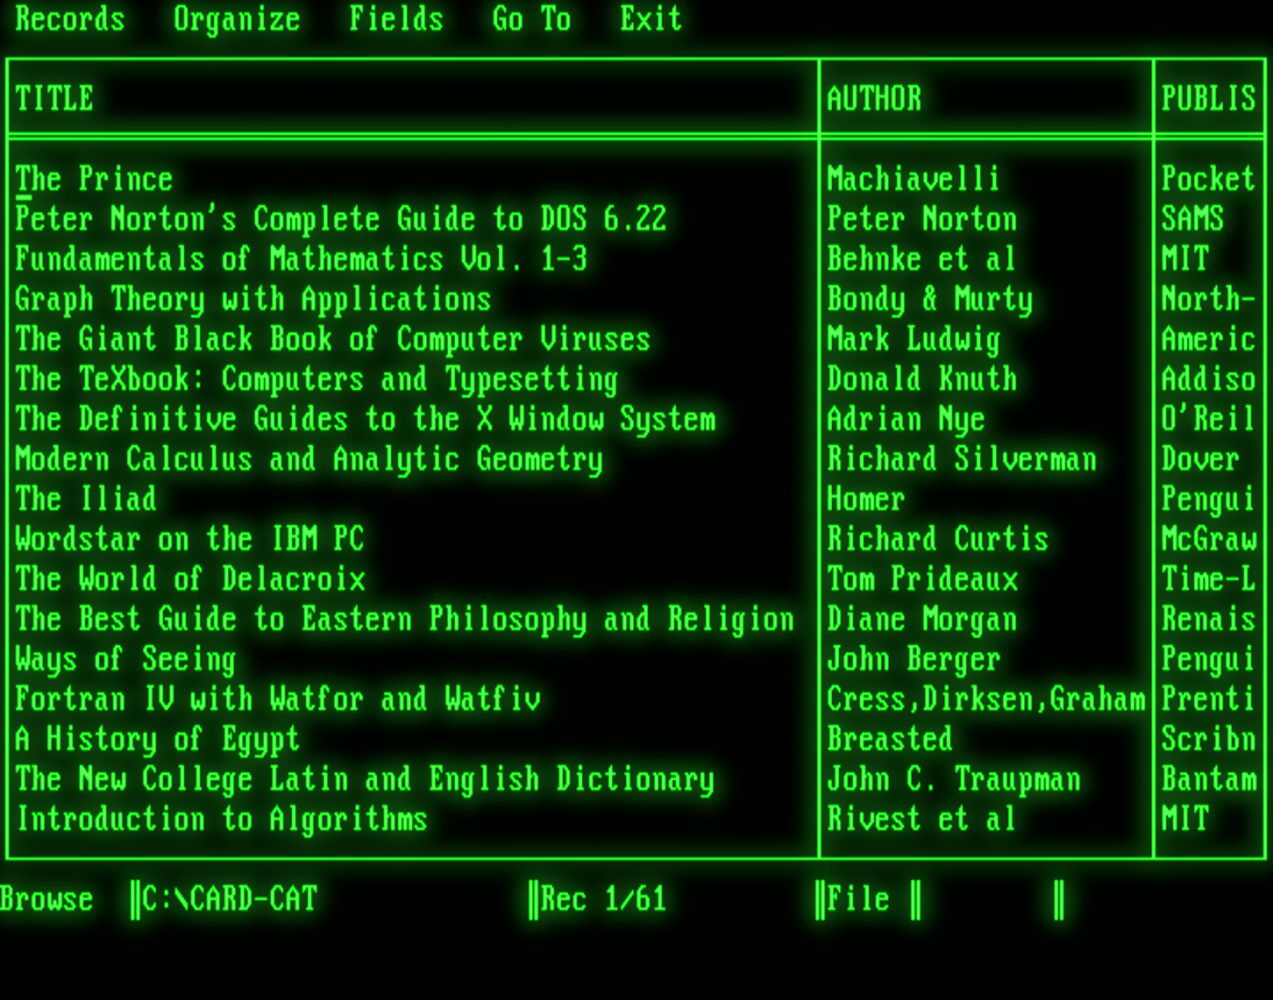 Records Organize Fields Go To Exit
TITLE AUTHOR PUBLIS
The Prince Machiavelli Pocket
Peter Norton's Complete Guide to DOS 6.22 Peter Norton SAMS
Fundamentals of Mathematics Vol. 1-3 Behnke et al MIT
Graph Theory with Applications Bondy & Murty North-
The Giant Black Book of Computer Viruses Mark Ludwig Americ
The TeXbook: Computers and Typesetting Donald Knuth Addiso
The Definitive Guides to the X Window System Adrian Nye O'Reil
Modern Calculus and Analytic Geometry Richard Silverman Dover
The Iliad Homer Pengui
Wordstar on the IBM PC Richard Curtis McGraw
The World of Delacroix Tom Prideaux Time-L
The Best Guide to Eastern Philosophy and Religion Diane Morgan Renais
Ways of Seeing John Berger Pengui
Fortran IV with Watfor and Watfiv Cress,Dirksen,Graham Prenti
A History of Egypt Breasted Scribn
The New College Latin and English Dictionary John C. Traupman Bantam
Introduction to Algorithms Rivest et al MIT
Browse C:\CARD-CAT Rec 1/61 File